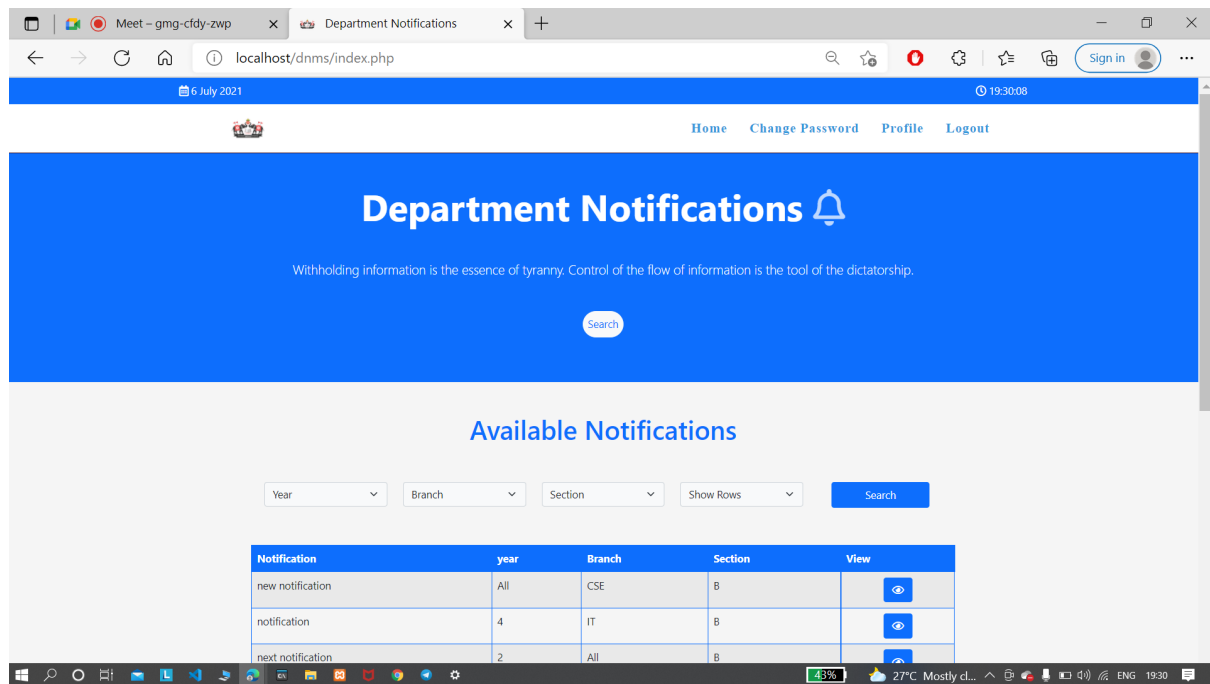 Meet – gmg-cfdy-zwp
Department Notifications
localhost/dnms/index.php
Sign in
6 July 2021
19:30:08
Home Change Password Profile Logout
Department Notifications
Withholding information is the essence of tyranny. Control of the flow of information is the tool of the dictatorship.
Search
Available Notifications
Year Branch Section Show Rows Search
Notification year Branch Section View
new notification All CSE B
notification 4 IT B
next notification 2 All B
43% 27°C Mostly cl... ENG 19:30